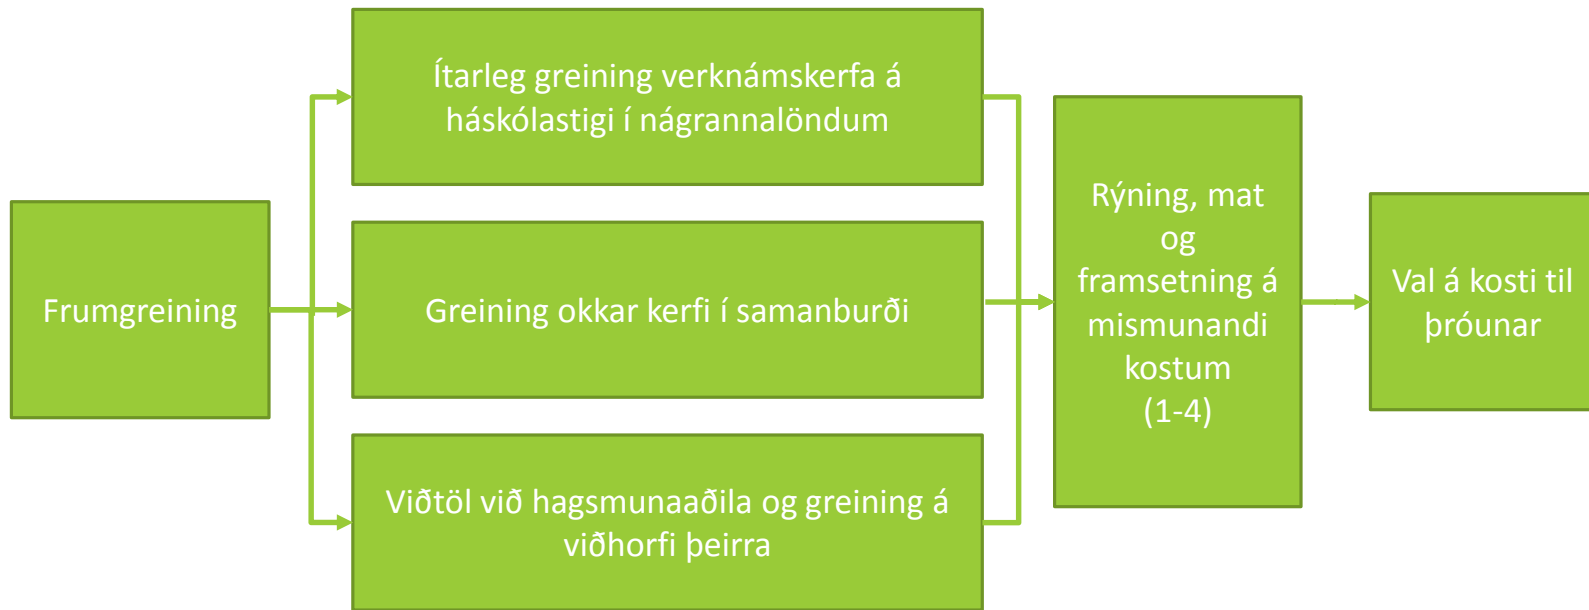 Frumgreining
Ítarleg greining verknámskerfa á
háskólastigi í nágrannalöndum
Greining okkar kerfi í samanburði
Viðtöl við hagsmunaaðila og greining á
viðhorfi þeirra
Rýning, mat
og
framsetning á
mismunandi
kostum
(1-4)
Val á kosti til
þróunar